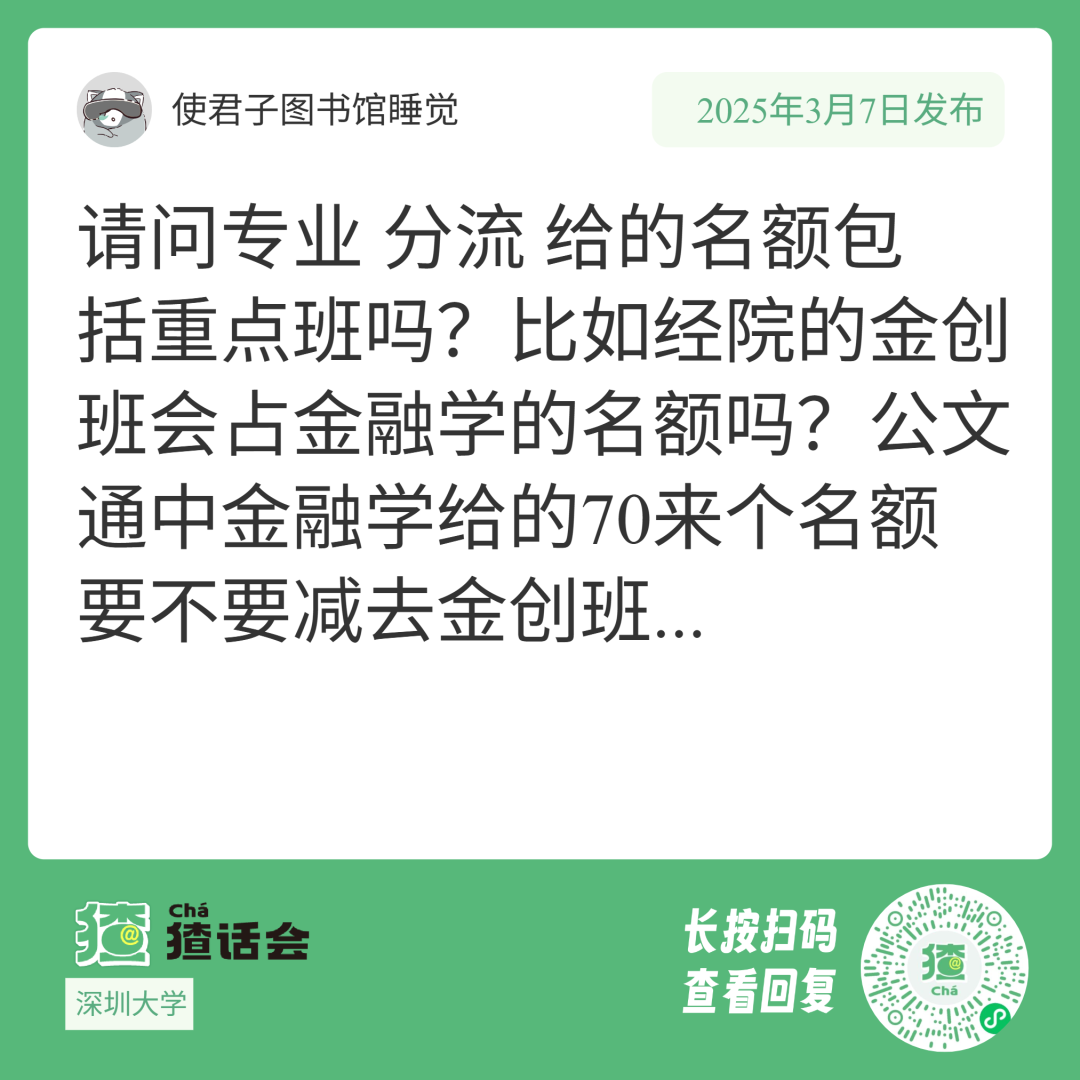 使君子图书馆睡觉
2025年3月7日发布
请问专业 分流 给的名额包
括重点班吗？比如经院的金创
班会占金融学的名额吗？公文
通中金融学给的70来个名额
要不要减去金创班...
猹@
Chá
猹话会
深圳大学
长按扫码
查看回复
猹@
Chá